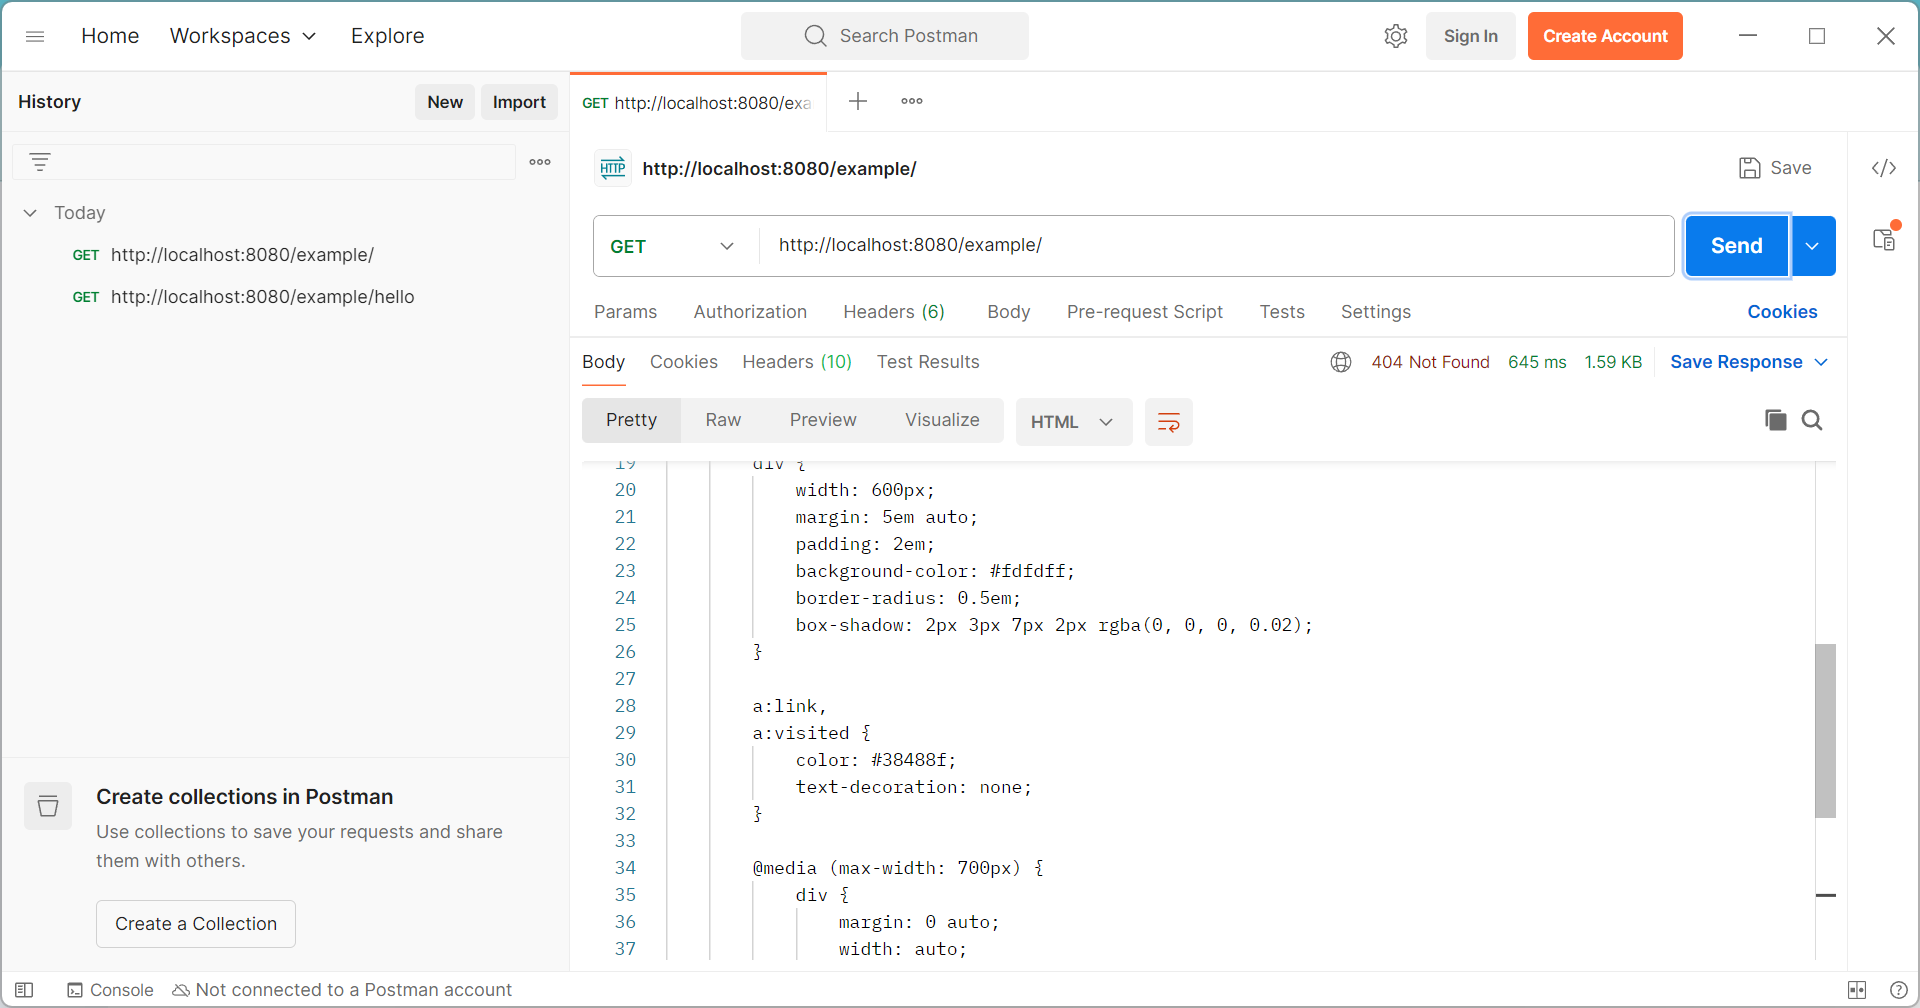 Home
Workspaces
Explore
Search Postman
Sign In
Create Account
History
New
Import
GET http://localhost:8080/exa
HTTP http://localhost:8080/example/
Save
Today
GET http://localhost:8080/example/
GET http://localhost:8080/example/hello
GET http://localhost:8080/example/
Send
Params Authorization Headers (6) Body Pre-request Script Tests Settings Cookies
Body Cookies Headers (10) Test Results 404 Not Found 645 ms 1.59 KB Save Response
Pretty Raw Preview Visualize HTML
19 div {
20 width: 600px;
21 margin: 5em auto;
22 padding: 2em;
23 background-color: #fdfdff;
24 border-radius: 0.5em;
25 box-shadow: 2px 3px 7px 2px rgba(0, 0, 0, 0.02);
26 }
27
28 a:link,
29 a:visited {
30 color: #38488f;
31 text-decoration: none;
32 }
33
34 @media (max-width: 700px) {
35 div {
36 margin: 0 auto;
37 width: auto;
Create collections in Postman
Use collections to save your requests and share
them with others.
Create a Collection
Console
Not connected to a Postman account